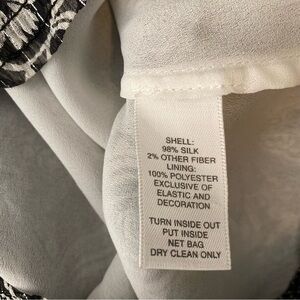 SHELL:
98% SILK
2% OTHER FIBER
LINING:
100% POLYESTER
EXCLUSIVE OF
ELASTIC AND
DECORATION
TURN INSIDE OUT
PUT INSIDE
NET BAG
DRY CLEAN ONLY